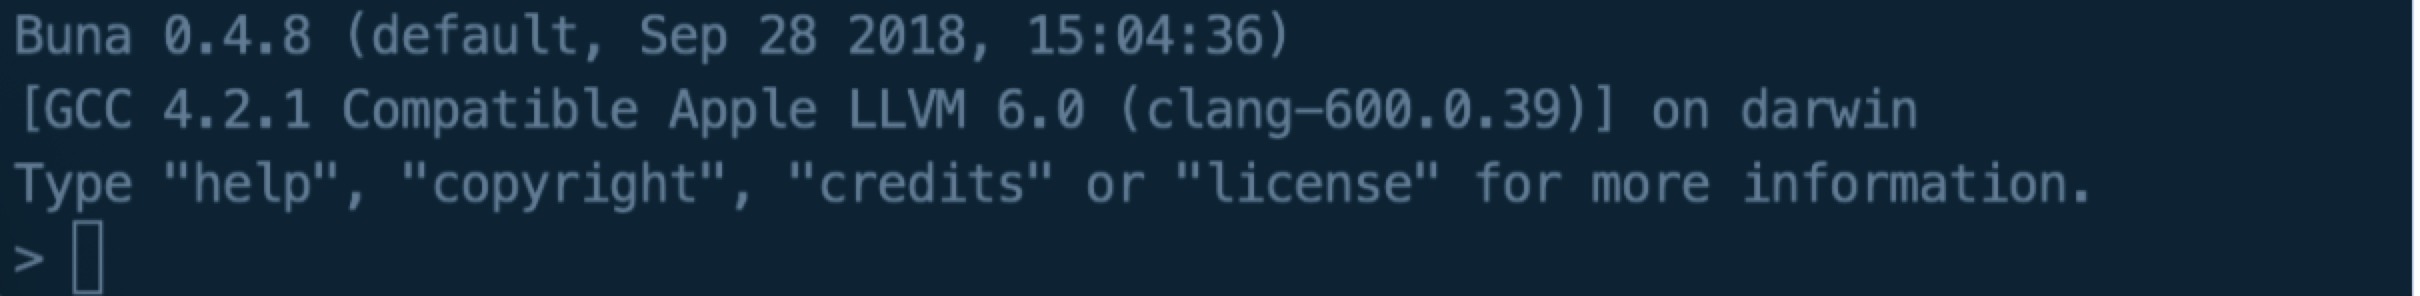 Buna 0.4.8 (default, Sep 28 2018, 15:04:36)
[GCC 4.2.1 Compatible Apple LLVM 6.0 (clang-600.0.39)] on darwin
Type "help", "copyright", "credits" or "license" for more information.
>